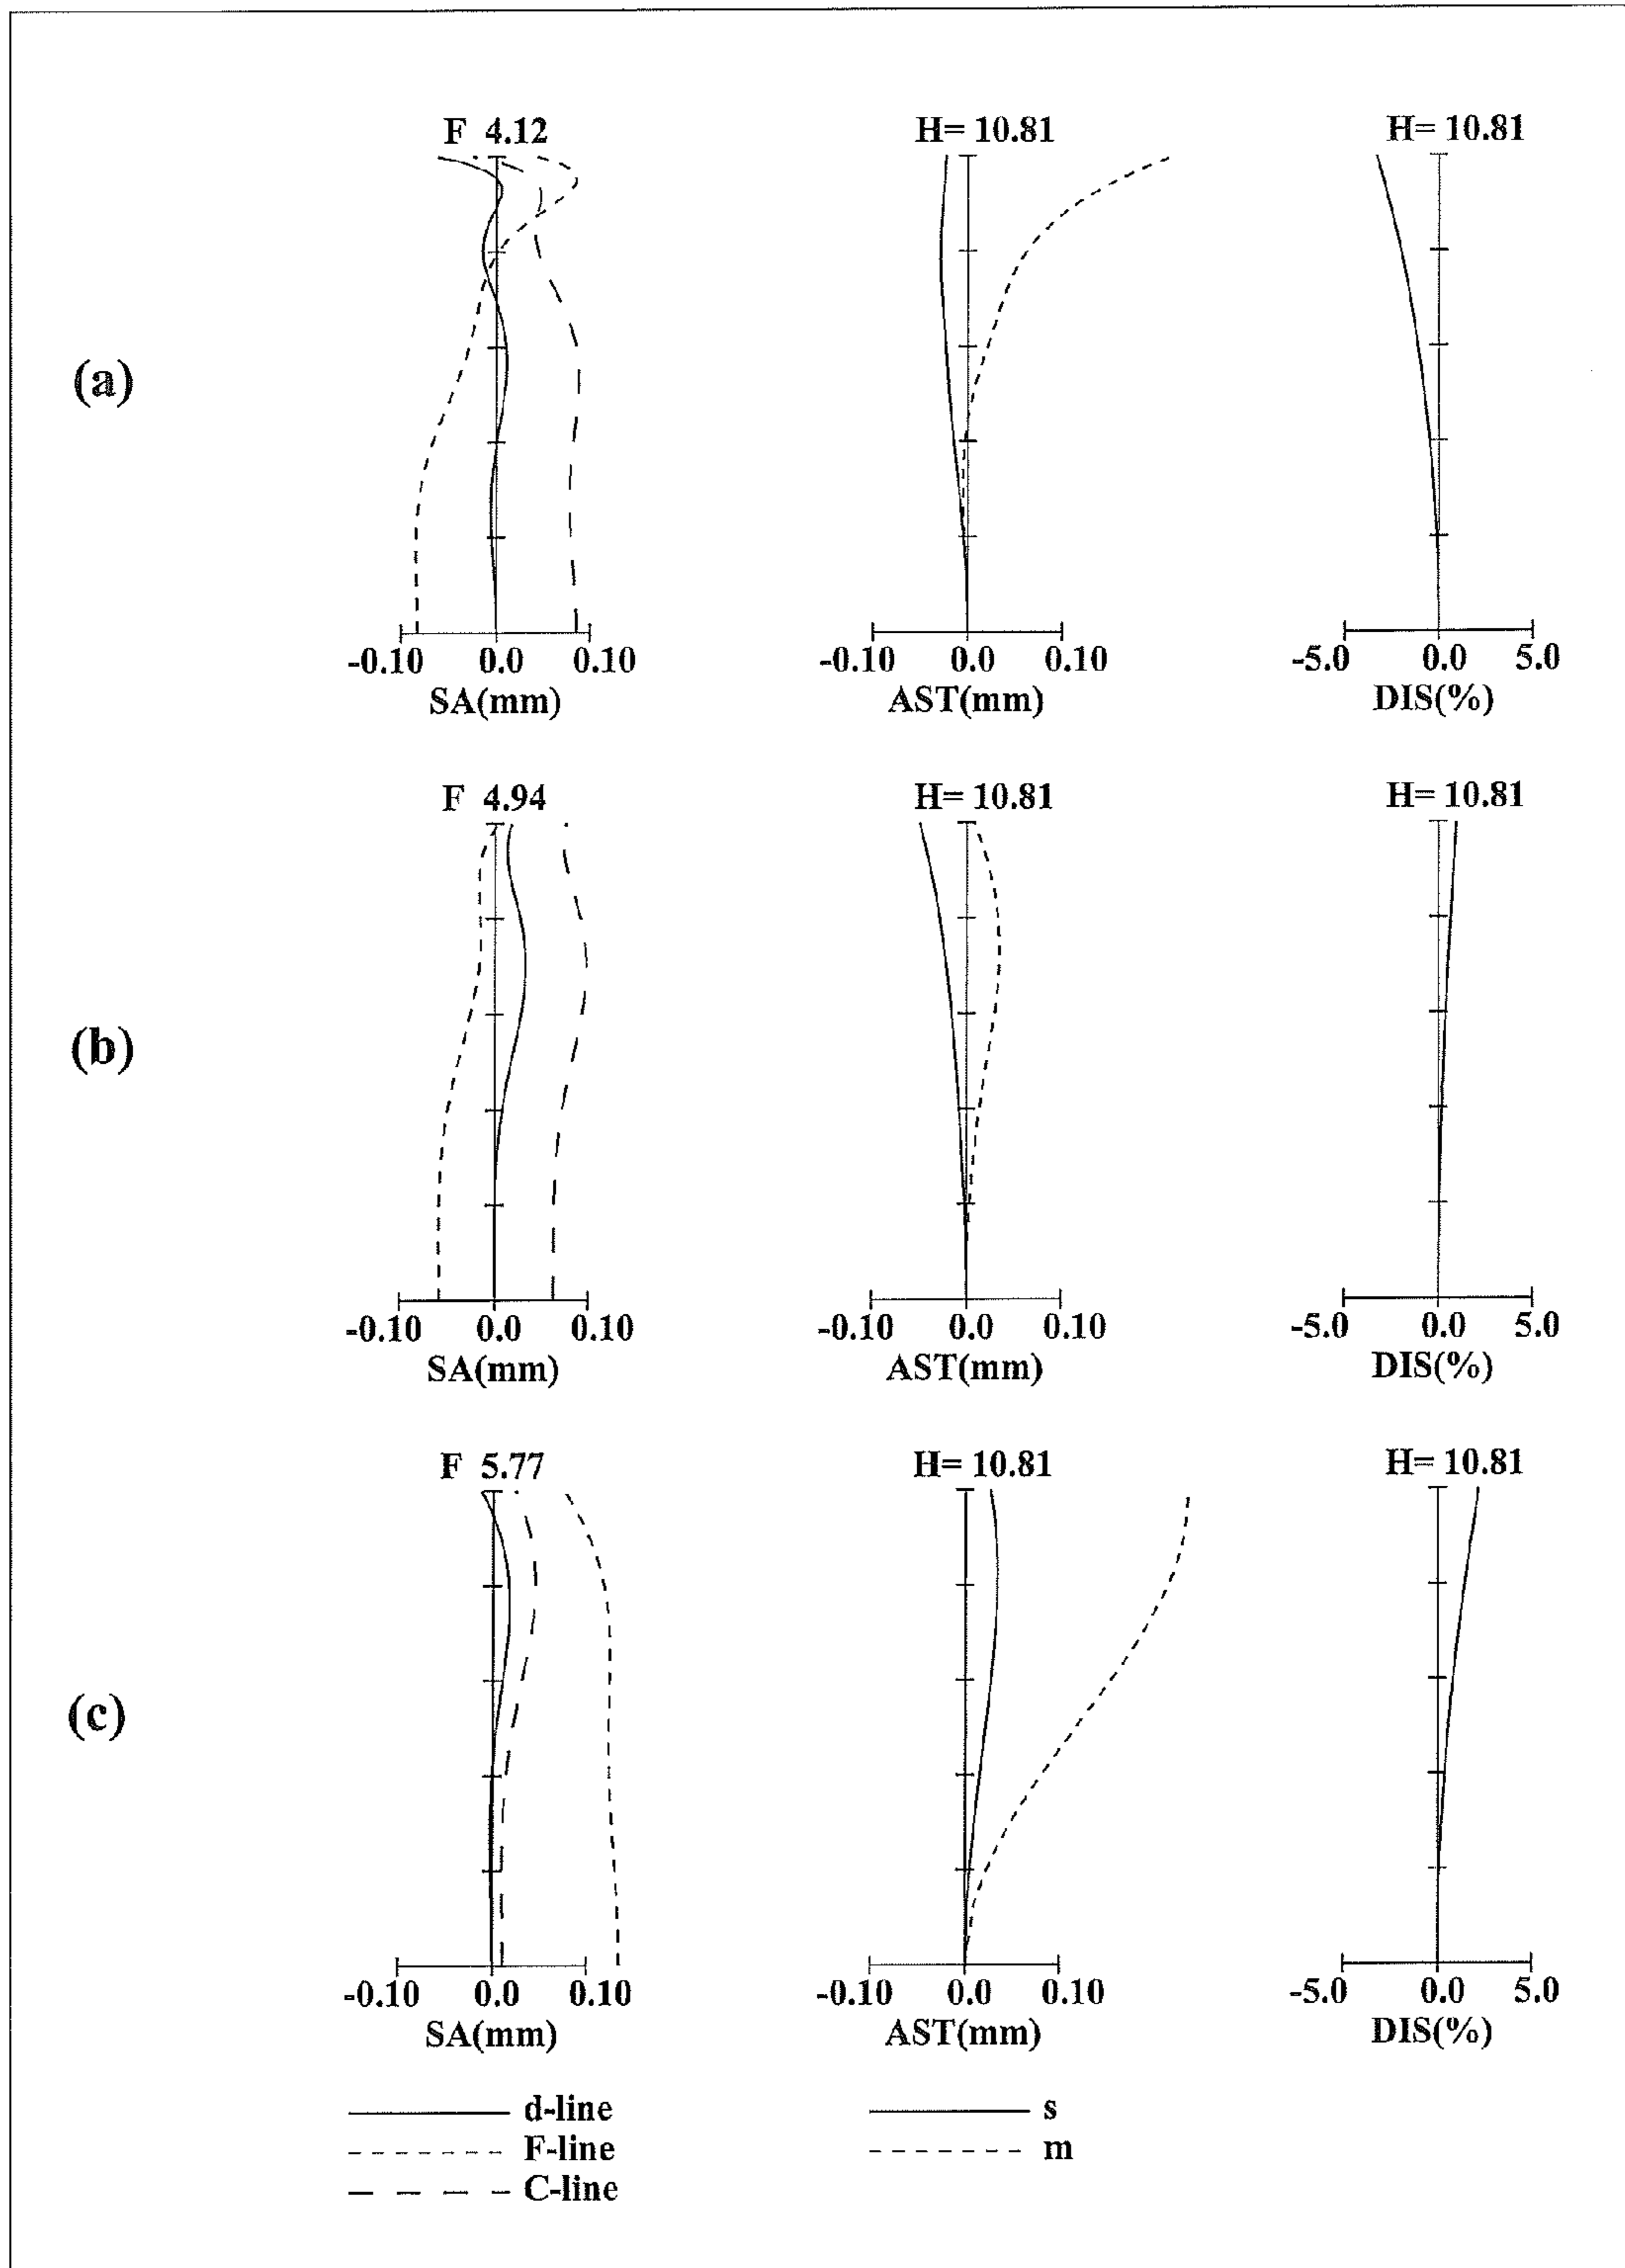 F 4.12
H= 10.81
H= 10.81
(a)
-0.10 0.0 0.10
SA(mm)
-0.10 0.0 0.10
AST(mm)
-5.0 0.0 5.0
DIS(%)
F 4.94
H= 10.81
H= 10.81
(b)
-0.10 0.0 0.10
SA(mm)
-0.10 0.0 0.10
AST(mm)
-5.0 0.0 5.0
DIS(%)
F 5.77
H= 10.81
H= 10.81
(c)
-0.10 0.0 0.10
SA(mm)
-0.10 0.0 0.10
AST(mm)
-5.0 0.0 5.0
DIS(%)
d-line
F-line
C-line
s
m